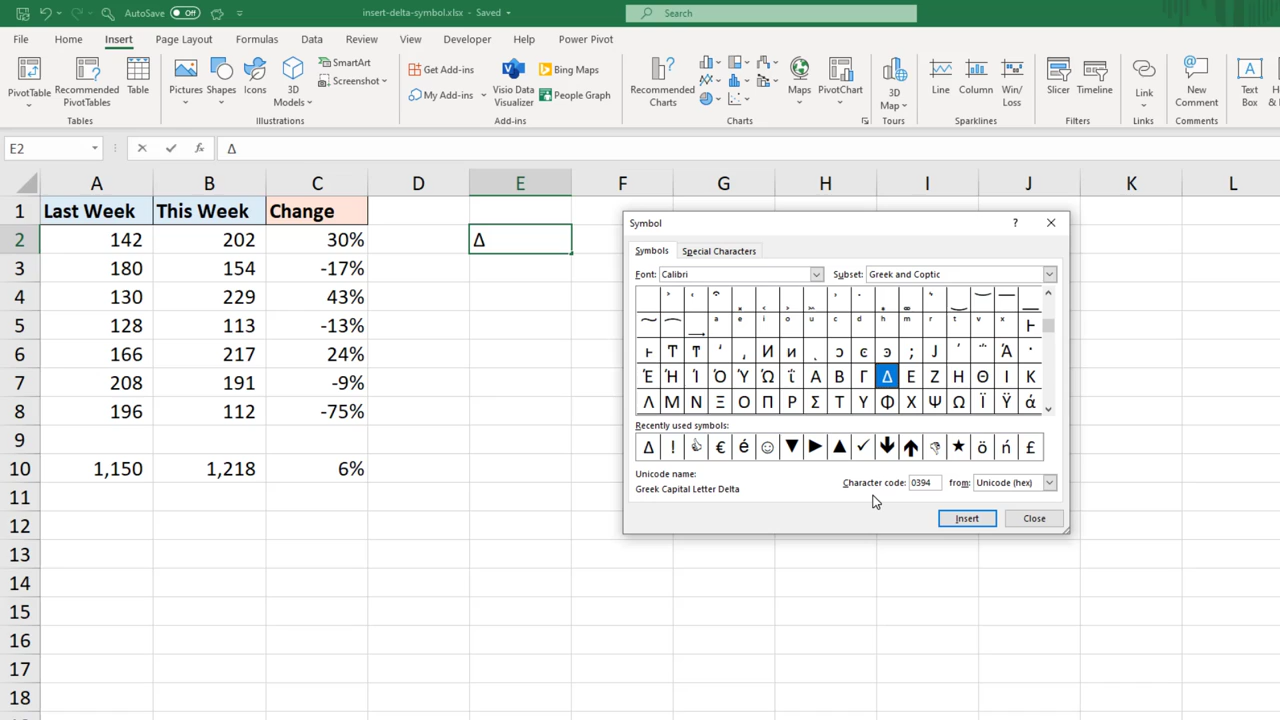 AutoSave Off insert-delta-symbol.xlsx - Saved Search
File Home Insert Page Layout Formulas Data Review View Developer Help Power Pivot
PivotTable Recommended PivotTables Table Pictures Shapes Icons 3D Models SmartArt Screenshot Get Add-ins My Add-ins Visio Data Visualizer Bing Maps People Graph Recommended Charts Maps PivotChart 3D Map Line Column Win/Loss Slicer Timeline Link New Comment Text Box
Tables Illustrations Add-ins Charts Tours Sparklines Filters Links Comments
E2 fx Δ
A B C D E F G H I J K L
1 Last Week This Week Change
2 142 202 30% Δ
3 180 154 -17%
4 130 229 43%
5 128 113 -13%
6 166 217 24%
7 208 191 -9%
8 196 112 -75%
9
10 1,150 1,218 6%
11
12
13
14
15
16
17
18
Symbol ?
Symbols Special Characters
Font: Calibri Subset: Greek and Coptic
a e i o u c d h m r t v x
Έ Ή Ί Ό Ύ Ώ ΐ Α Β Γ Δ Ε Ζ Η Θ Ι Κ
Λ Μ Ν Ξ Ο Π Ρ Σ Τ Υ Φ Χ Ψ Ω Ϊ Ϋ ά
Recently used symbols:
Δ ! € é ☺ ▼ ► ▲ ✓ 🡇 🡅 ★ ö ń £
Unicode name:
Greek Capital Letter Delta
Character code: 0394 from: Unicode (hex)
Insert Close